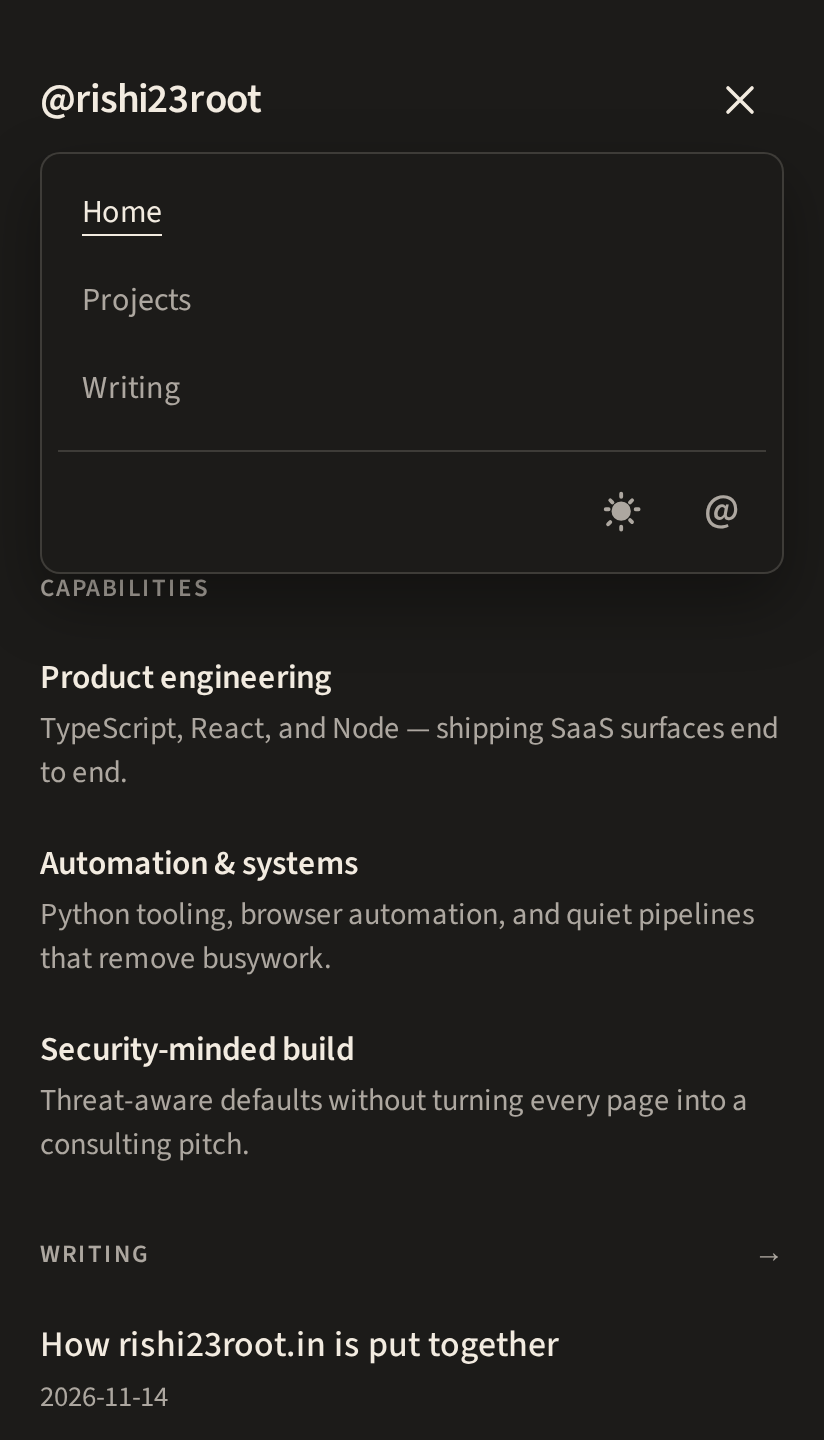 @rishi23root
Home
Projects
Writing
@
CAPABILITIES
Product engineering
TypeScript, React, and Node — shipping SaaS surfaces end
to end.
Automation & systems
Python tooling, browser automation, and quiet pipelines
that remove busywork.
Security-minded build
Threat-aware defaults without turning every page into a
consulting pitch.
WRITING →
How rishi23root.in is put together
2026-11-14